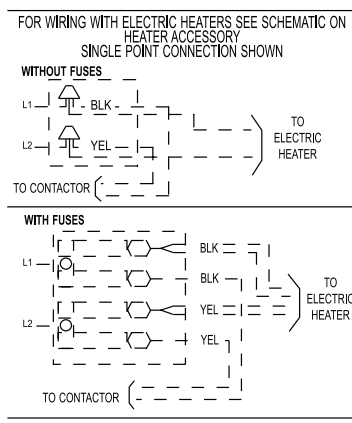 FOR WIRING WITH ELECTRIC HEATERS SEE SCHEMATIC ON
HEATER ACCESSORY
SINGLE POINT CONNECTION SHOWN
WITHOUT FUSES
L1
BLK
L2
YEL
TO
ELECTRIC
HEATER
TO CONTACTOR
WITH FUSES
BLK
L1
BLK
YEL
L2
YEL
TO
ELECTRIC
HEATER
TO CONTACTOR